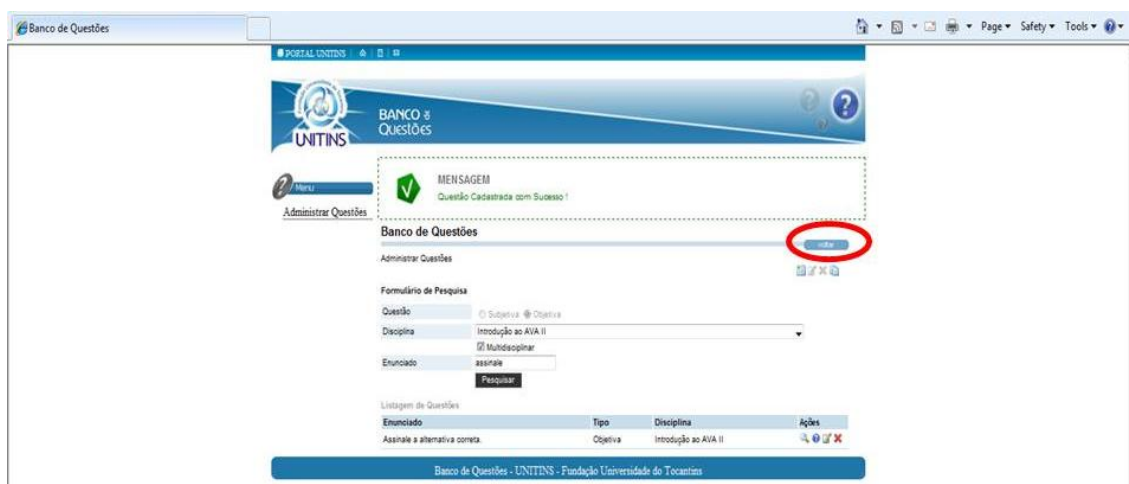 Banco de Questões
Page Safety Tools
PORTAL UNITINS
UNITINS
BANCO de Questões
Menu
Administrar Questões
MENSAGEM
Questão Cadastrada com Sucesso !
Banco de Questões
voltar
Administrar Questões
Formulário de Pesquisa
Questão Subjetiva Objetiva
Disciplina Introdução ao AVA II
Multidisciplinar
Enunciado assinale
Pesquisar
Listagem de Questões
Enunciado Tipo Disciplina Ações
Assinale a alternativa correta. Objetiva Introdução ao AVA II
Banco de Questões - UNITINS - Fundação Universidade do Tocantins